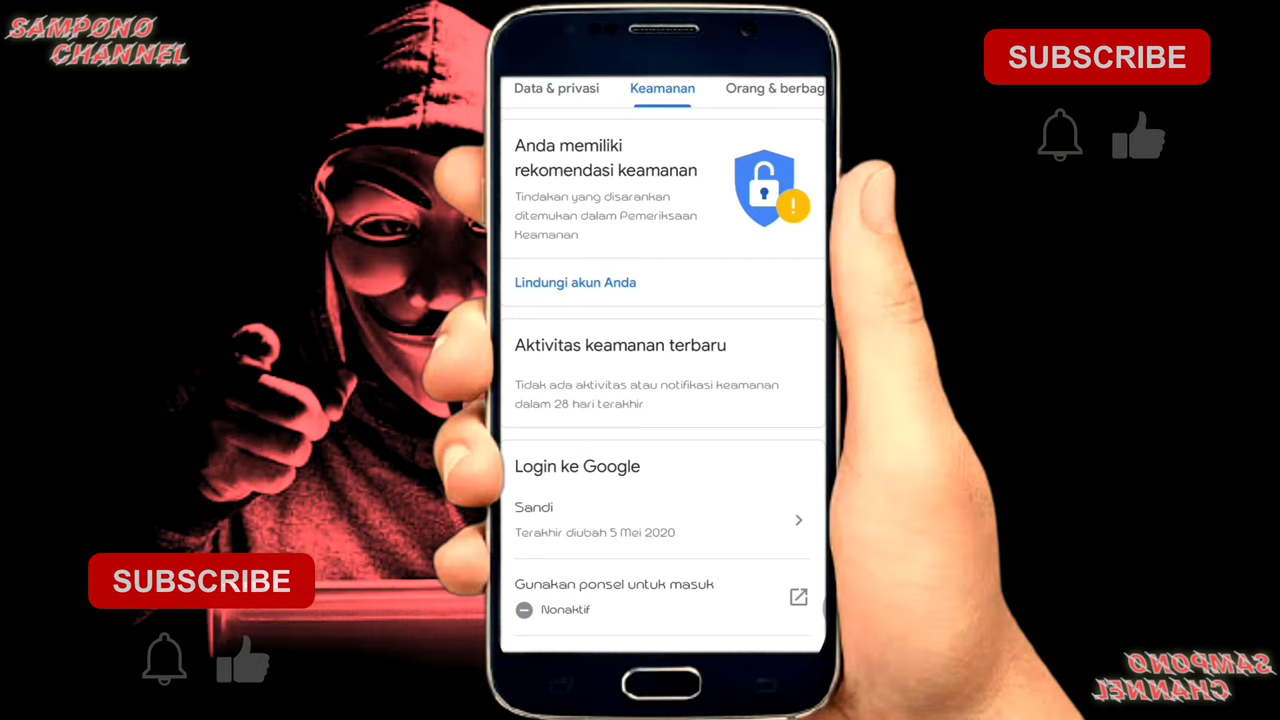 SAMPONO
CHANNEL
SUBSCRIBE
Data & privasi
Keamanan
Orang & berbag
Anda memiliki
rekomendasi keamanan
Tindakan yang disarankan
ditemukan dalam Pemeriksaan
Keamanan
Lindungi akun Anda
Aktivitas keamanan terbaru
Tidak ada aktivitas atau notifikasi keamanan
dalam 28 hari terakhir
Login ke Google
Sandi
Terakhir diubah 5 Mei 2020
Gunakan ponsel untuk masuk
Nonaktif
SUBSCRIBE
SAMPONO
CHANNEL